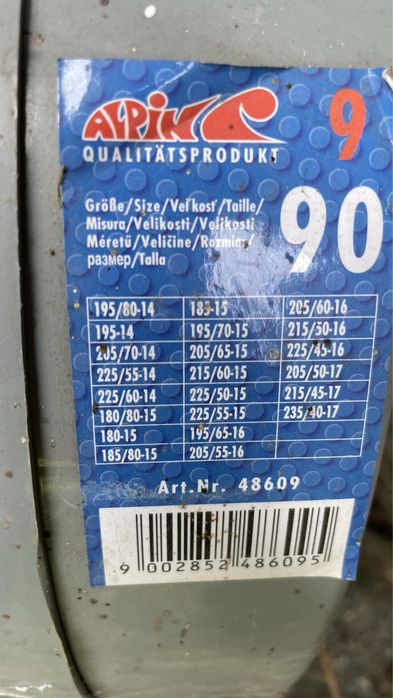 ALPIN
9
QUALITÄTSPRODUKT
90
Größe/Size/Veľkosť/Taille/
Misura/Velikosti/Velikosti
Méretü/Veličine/Rozmiar/
размер/Talla
195/80-14 185-15 205/60-16
195-14 195/70-15 215/50-16
205/70-14 205/65-15 225/45-16
225/55-14 215/60-15 205/50-17
225/60-14 225/50-15 215/45-17
180/80-15 225/55-15 235/40-17
180-15 195/65-16
185/80-15 205/55-16
Art.Nr. 48609
9 002852 486095